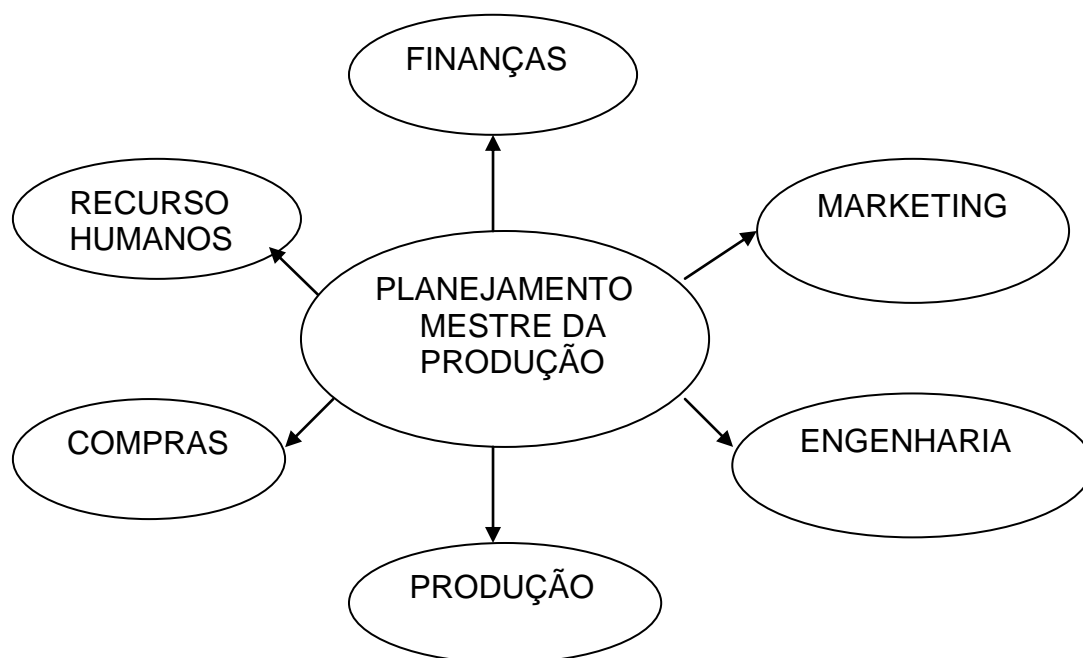 FINANÇAS
RECURSO
HUMANOS
MARKETING
PLANEJAMENTO
MESTRE DA
PRODUÇÃO
COMPRAS
ENGENHARIA
PRODUÇÃO